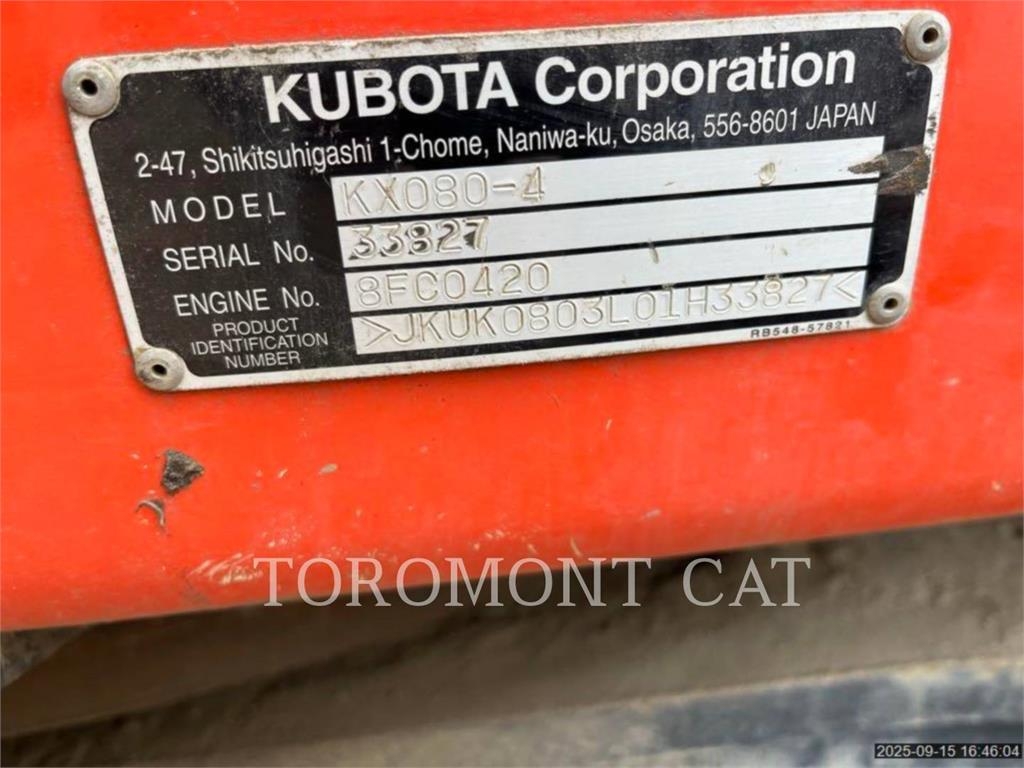 KUBOTA Corporation
2-47, Shikitsuhigashi 1-Chome, Naniwa-ku, Osaka, 556-8601 JAPAN
MODEL KX080-4
SERIAL No. 33827
ENGINE No. 8FC0420
PRODUCT
IDENTIFICATION
NUMBER
>JKUK0803L01H33827<
RB548-57821
TOROMONT CAT
2025-09-15 16:46:04